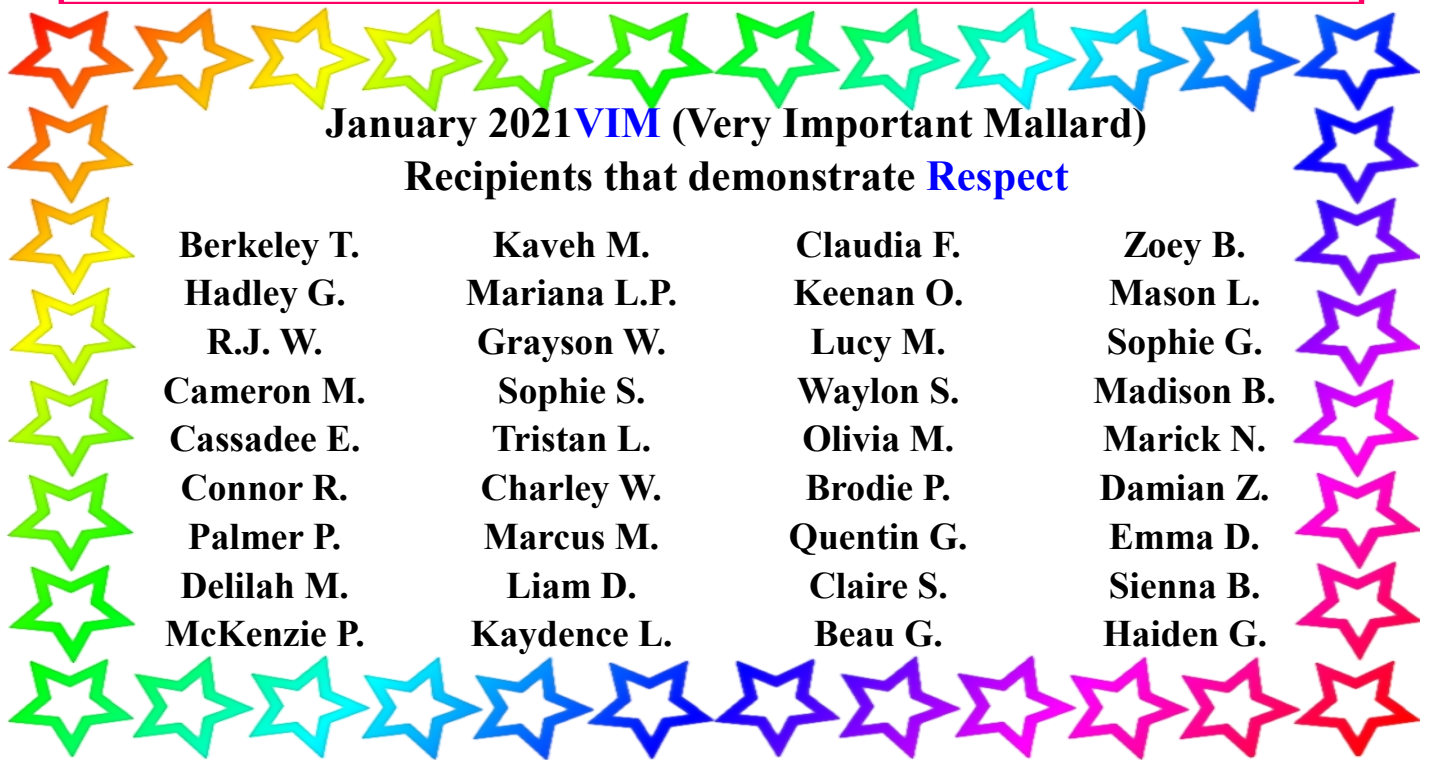 January 2021VIM (Very Important Mallard)
Recipients that demonstrate Respect
Berkeley T. Kaveh M. Claudia F. Zoey B.
Hadley G. Mariana L.P. Keenan O. Mason L.
R.J. W. Grayson W. Lucy M. Sophie G.
Cameron M. Sophie S. Waylon S. Madison B.
Cassadee E. Tristan L. Olivia M. Marick N.
Connor R. Charley W. Brodie P. Damian Z.
Palmer P. Marcus M. Quentin G. Emma D.
Delilah M. Liam D. Claire S. Sienna B.
McKenzie P. Kaydence L. Beau G. Haiden G.